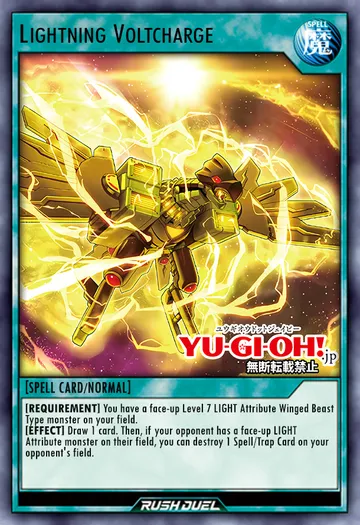 LIGHTNING VOLTCHARGE
SPELL
魔
ユウギオウドットジェイピー
YU-GI-OH!.jp
無断転載禁止
[SPELL CARD/NORMAL]
[REQUIREMENT] You have a face-up Level 7 LIGHT Attribute Winged Beast
Type monster on your field.
[EFFECT] Draw 1 card. Then, if your opponent has a face-up LIGHT
Attribute monster on their field, you can destroy 1 Spell/Trap Card on your
opponent's field.
RUSH DUEL